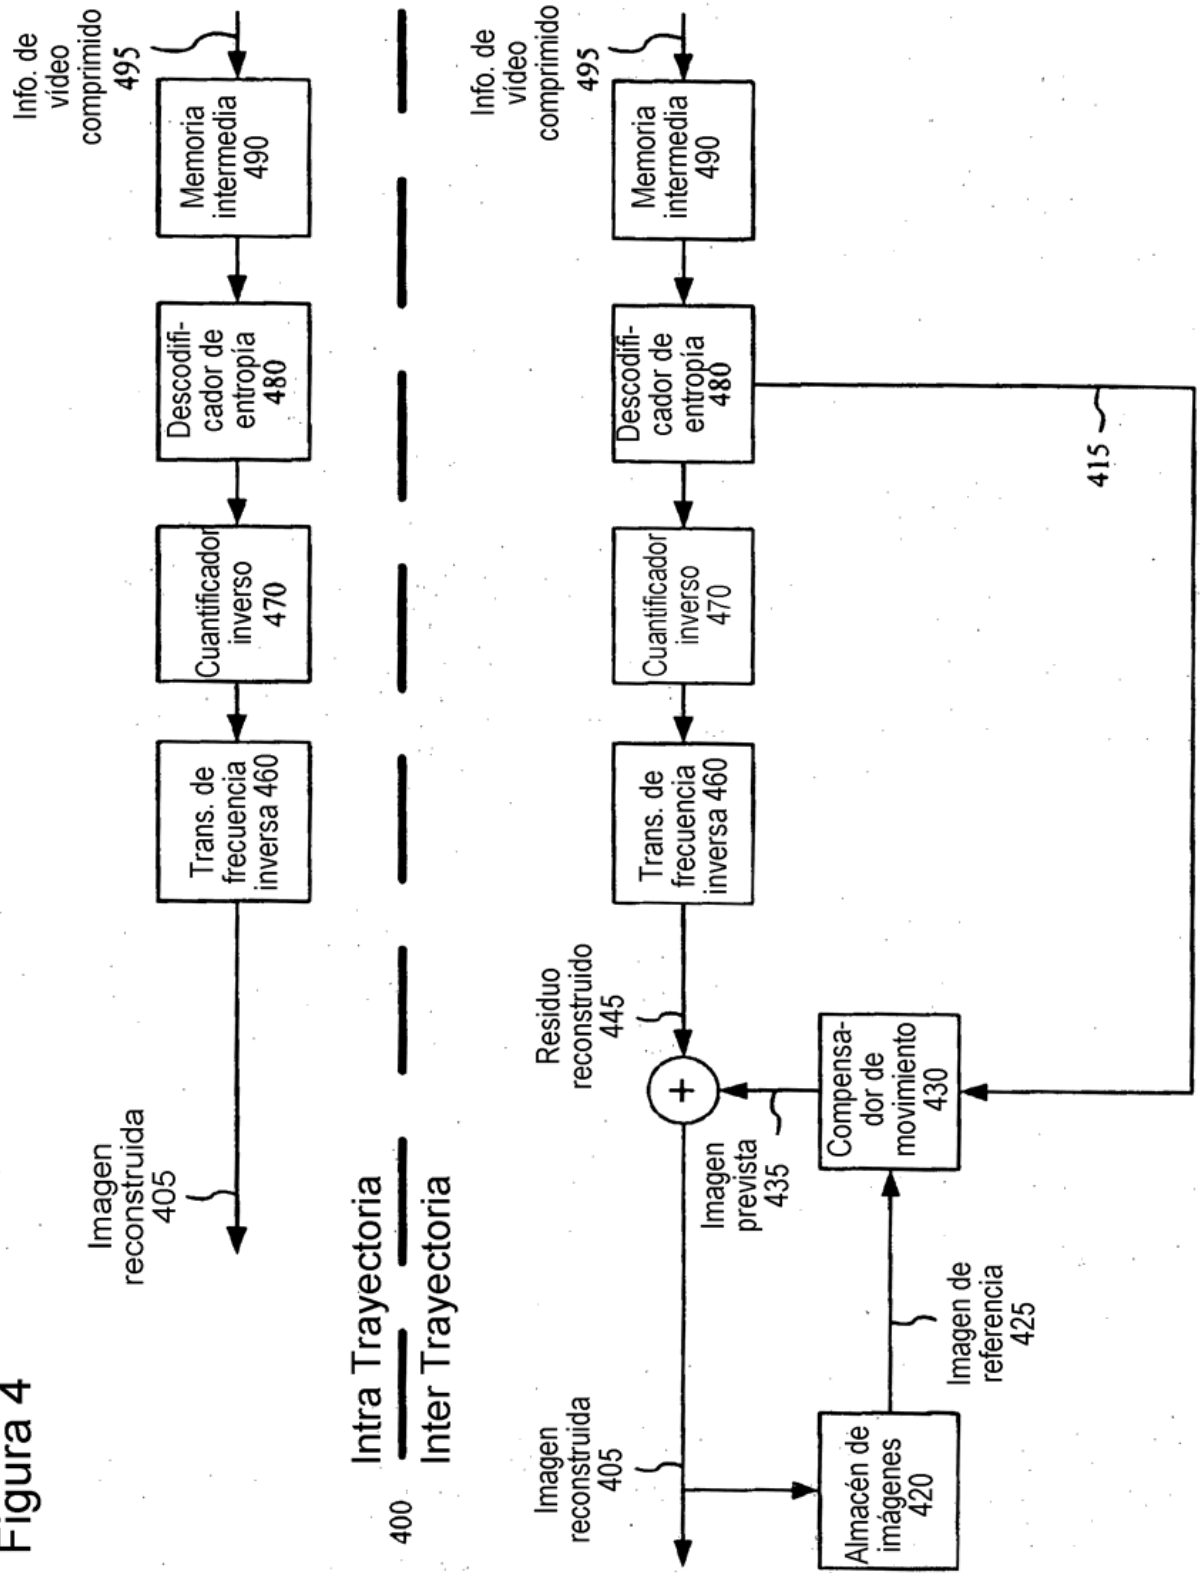 Figura 4
Imagen
reconstruida
405
Trans. de
frecuencia
inversa 460
Cuantificador
inverso
470
Descodifi-
cador de
entropía
480
Memoria
intermedia
490
Info. de
vídeo
comprimido
495
400
Intra Trayectoria
Inter Trayectoria
Imagen
reconstruida
405
Residuo
reconstruido
445
+
Trans. de
frecuencia
inversa 460
Cuantificador
inverso
470
Descodifi-
cador de
entropía
480
Memoria
intermedia
490
Info. de
vídeo
comprimido
495
Imagen
prevista
435
Almacén de
imágenes
420
Imagen de
referencia
425
Compensa-
dor de
movimiento
430
415